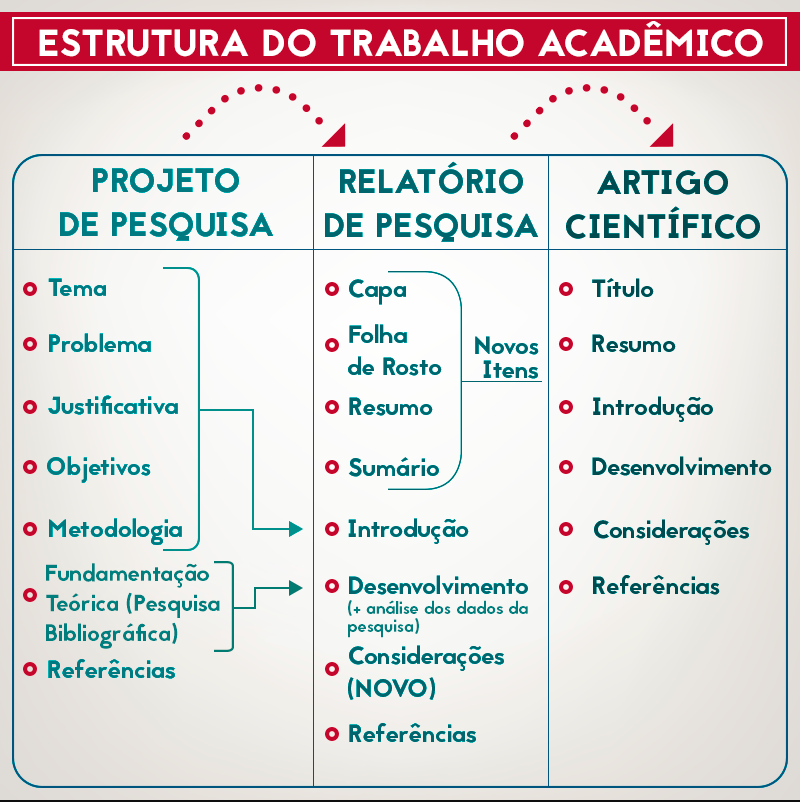 ESTRUTURA DO TRABALHO ACADÊMICO
PROJETO
DE PESQUISA
Tema
Problema
Justificativa
Objetivos
Metodologia
Fundamentação
Teórica (Pesquisa
Bibliográfica)
Referências
RELATÓRIO
DE PESQUISA
Capa
Folha
de Rosto
Resumo
Sumário
Novos
Itens
Introdução
Desenvolvimento
(+ análise dos dados da
pesquisa)
Considerações
(NOVO)
Referências
ARTIGO
CIENTÍFICO
Título
Resumo
Introdução
Desenvolvimento
Considerações
Referências